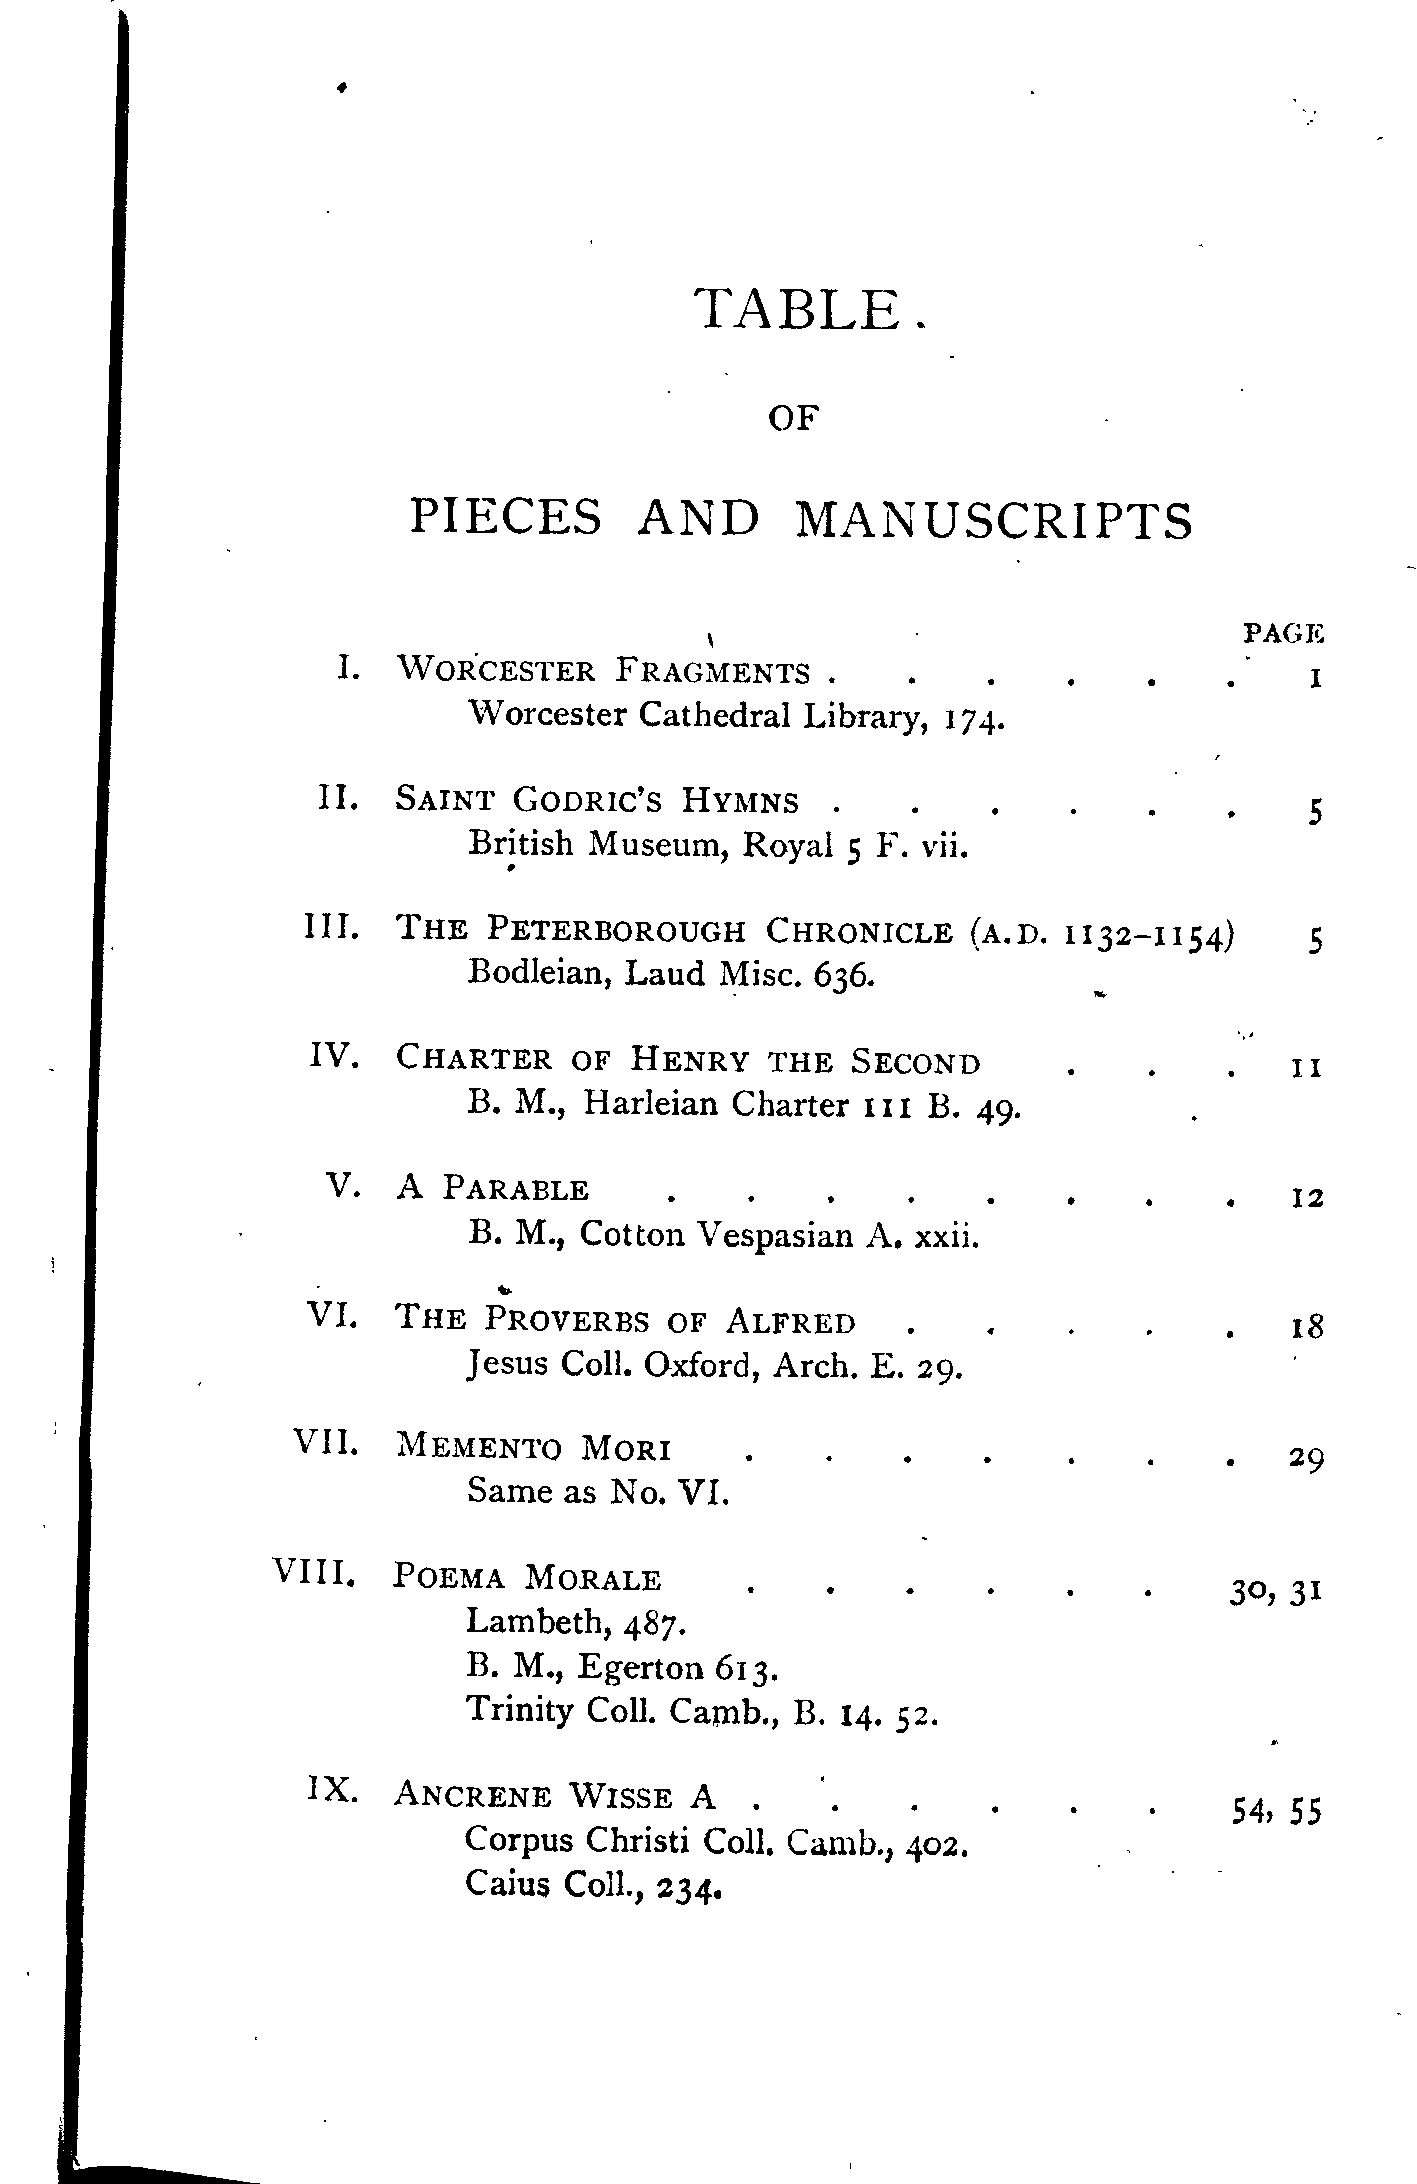 TABLE.
OF
PIECES AND MANUSCRIPTS
PAGE
I. WORCESTER FRAGMENTS . . . . . . 1
Worcester Cathedral Library, 174.
II. SAINT GODRIC'S HYMNS . . . . . . 5
British Museum, Royal 5 F. vii.
III. THE PETERBOROUGH CHRONICLE (A.D. 1132–1154) 5
Bodleian, Laud Misc. 636.
IV. CHARTER OF HENRY THE SECOND . . . 11
B. M., Harleian Charter 111 B. 49.
V. A PARABLE . . . . . . . . 12
B. M., Cotton Vespasian A. xxii.
VI. THE PROVERBS OF ALFRED . . . . . 18
Jesus Coll. Oxford, Arch. E. 29.
VII. MEMENTO MORI . . . . . . . 29
Same as No. VI.
VIII. POEMA MORALE . . . . . . 30, 31
Lambeth, 487.
B. M., Egerton 613.
Trinity Coll. Camb., B. 14. 52.
IX. ANCRENE WISSE A . . . . . . 54, 55
Corpus Christi Coll. Camb., 402.
Caius Coll., 234.